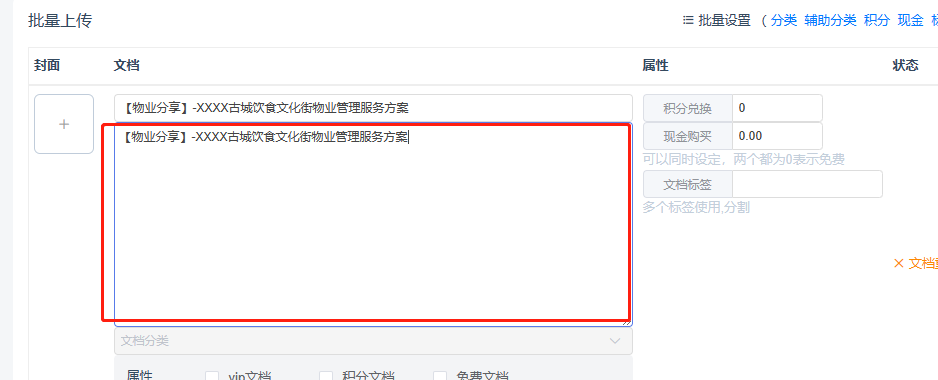 批量上传
批量设置 （ 分类 辅助分类 积分 现金
封面 文档 属性 状态
【物业分享】-XXXX古城饮食文化街物业管理服务方案
积分兑换 0
【物业分享】-XXXX古城饮食文化街物业管理服务方案
现金购买 0.00
可以同时设定，两个都为0表示免费
文档标签
多个标签使用,分割
文档
文档分类
属性 vip文档 积分文档 免费文档